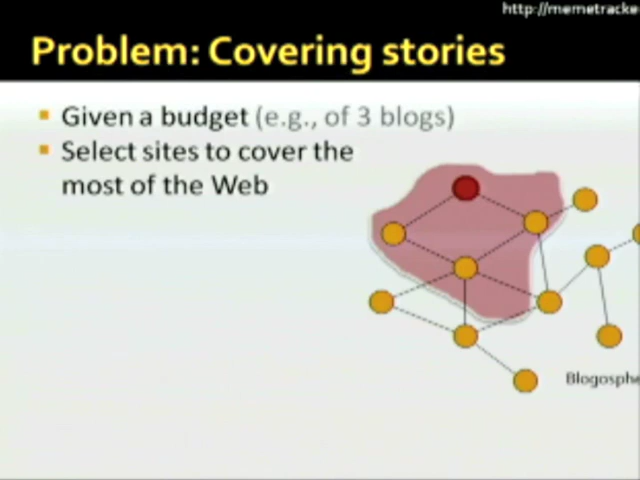 http://memetracke
Problem: Covering stories
Given a budget (e.g., of 3 blogs)
Select sites to cover the
most of the Web
Blogosphe